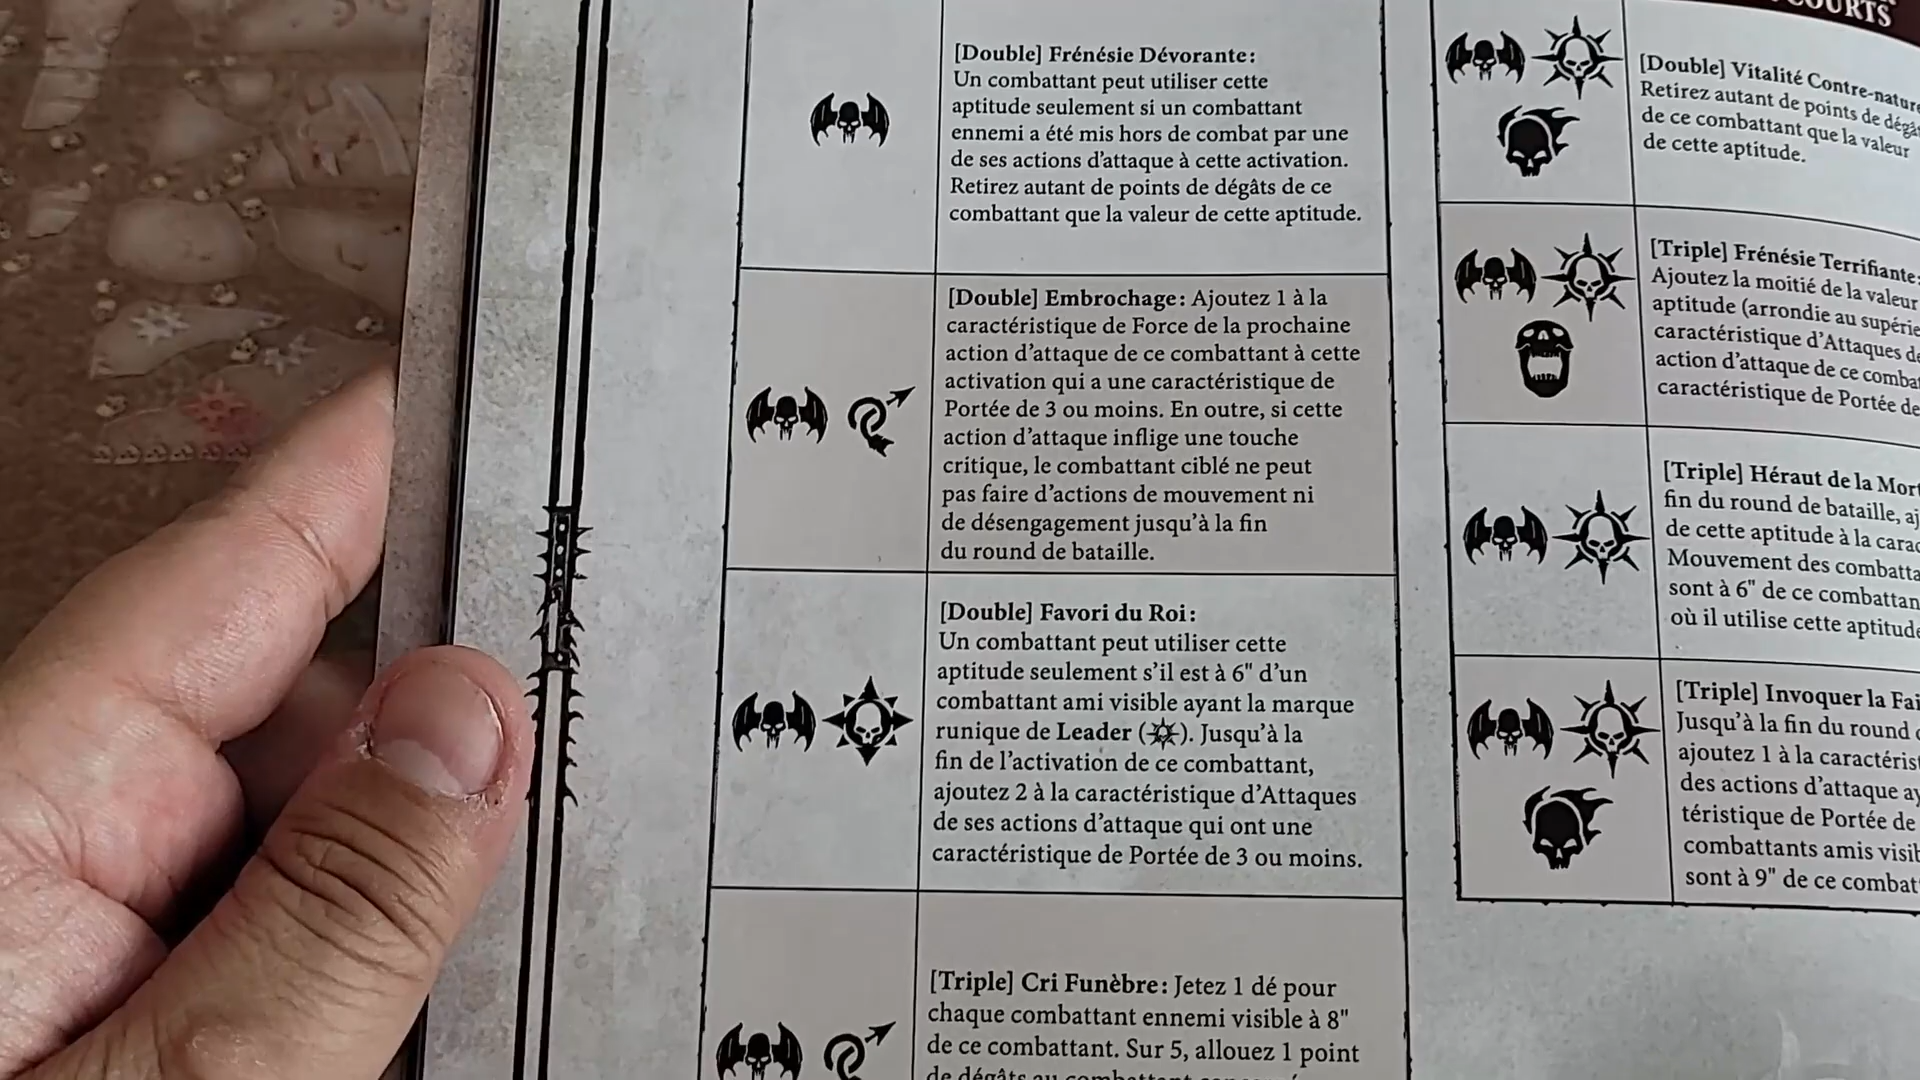 [Double] Frénésie Dévorante:
Un combattant peut utiliser cette
aptitude seulement si un combattant
ennemi a été mis hors de combat par une
de ses actions d'attaque à cette activation.
Retirez autant de points de dégâts de ce
combattant que la valeur de cette aptitude.
[Double] Embrochage: Ajoutez 1 à la
caractéristique de Force de la prochaine
action d'attaque de ce combattant à cette
activation qui a une caractéristique de
Portée de 3 ou moins. En outre, si cette
action d'attaque inflige une touche
critique, le combattant ciblé ne peut
pas faire d'actions de mouvement ni
de désengagement jusqu'à la fin
du round de bataille.
[Double] Favori du Roi:
Un combattant peut utiliser cette
aptitude seulement s'il est à 6" d'un
combattant ami visible ayant la marque
runique de Leader (). Jusqu'à la
fin de l'activation de ce combattant,
ajoutez 2 à la caractéristique d'Attaques
de ses actions d'attaque qui ont une
caractéristique de Portée de 3 ou moins.
[Triple] Cri Funèbre: Jetez 1 dé pour
chaque combattant ennemi visible à 8"
de ce combattant. Sur 5, allouez 1 point
de dégâts au combattant
COURTS
[Double] Vitalité Contre-nature
Retirez autant de points de dégâ
de ce combattant que la valeur
de cette aptitude.
[Triple] Frénésie Terrifiante:
Ajoutez la moitié de la valeur
aptitude (arrondie au supérie
caractéristique d'Attaques de
action d'attaque de ce comba
caractéristique de Portée de
[Triple] Héraut de la Mort
fin du round de bataille, aj
de cette aptitude à la carac
Mouvement des combatta
sont à 6" de ce combattan
où il utilise cette aptitude
[Triple] Invoquer la Fai
Jusqu'à la fin du round d
ajoutez 1 à la caractérist
des actions d'attaque ay
téristique de Portée de
combattants amis visib
sont à 9" de ce combat